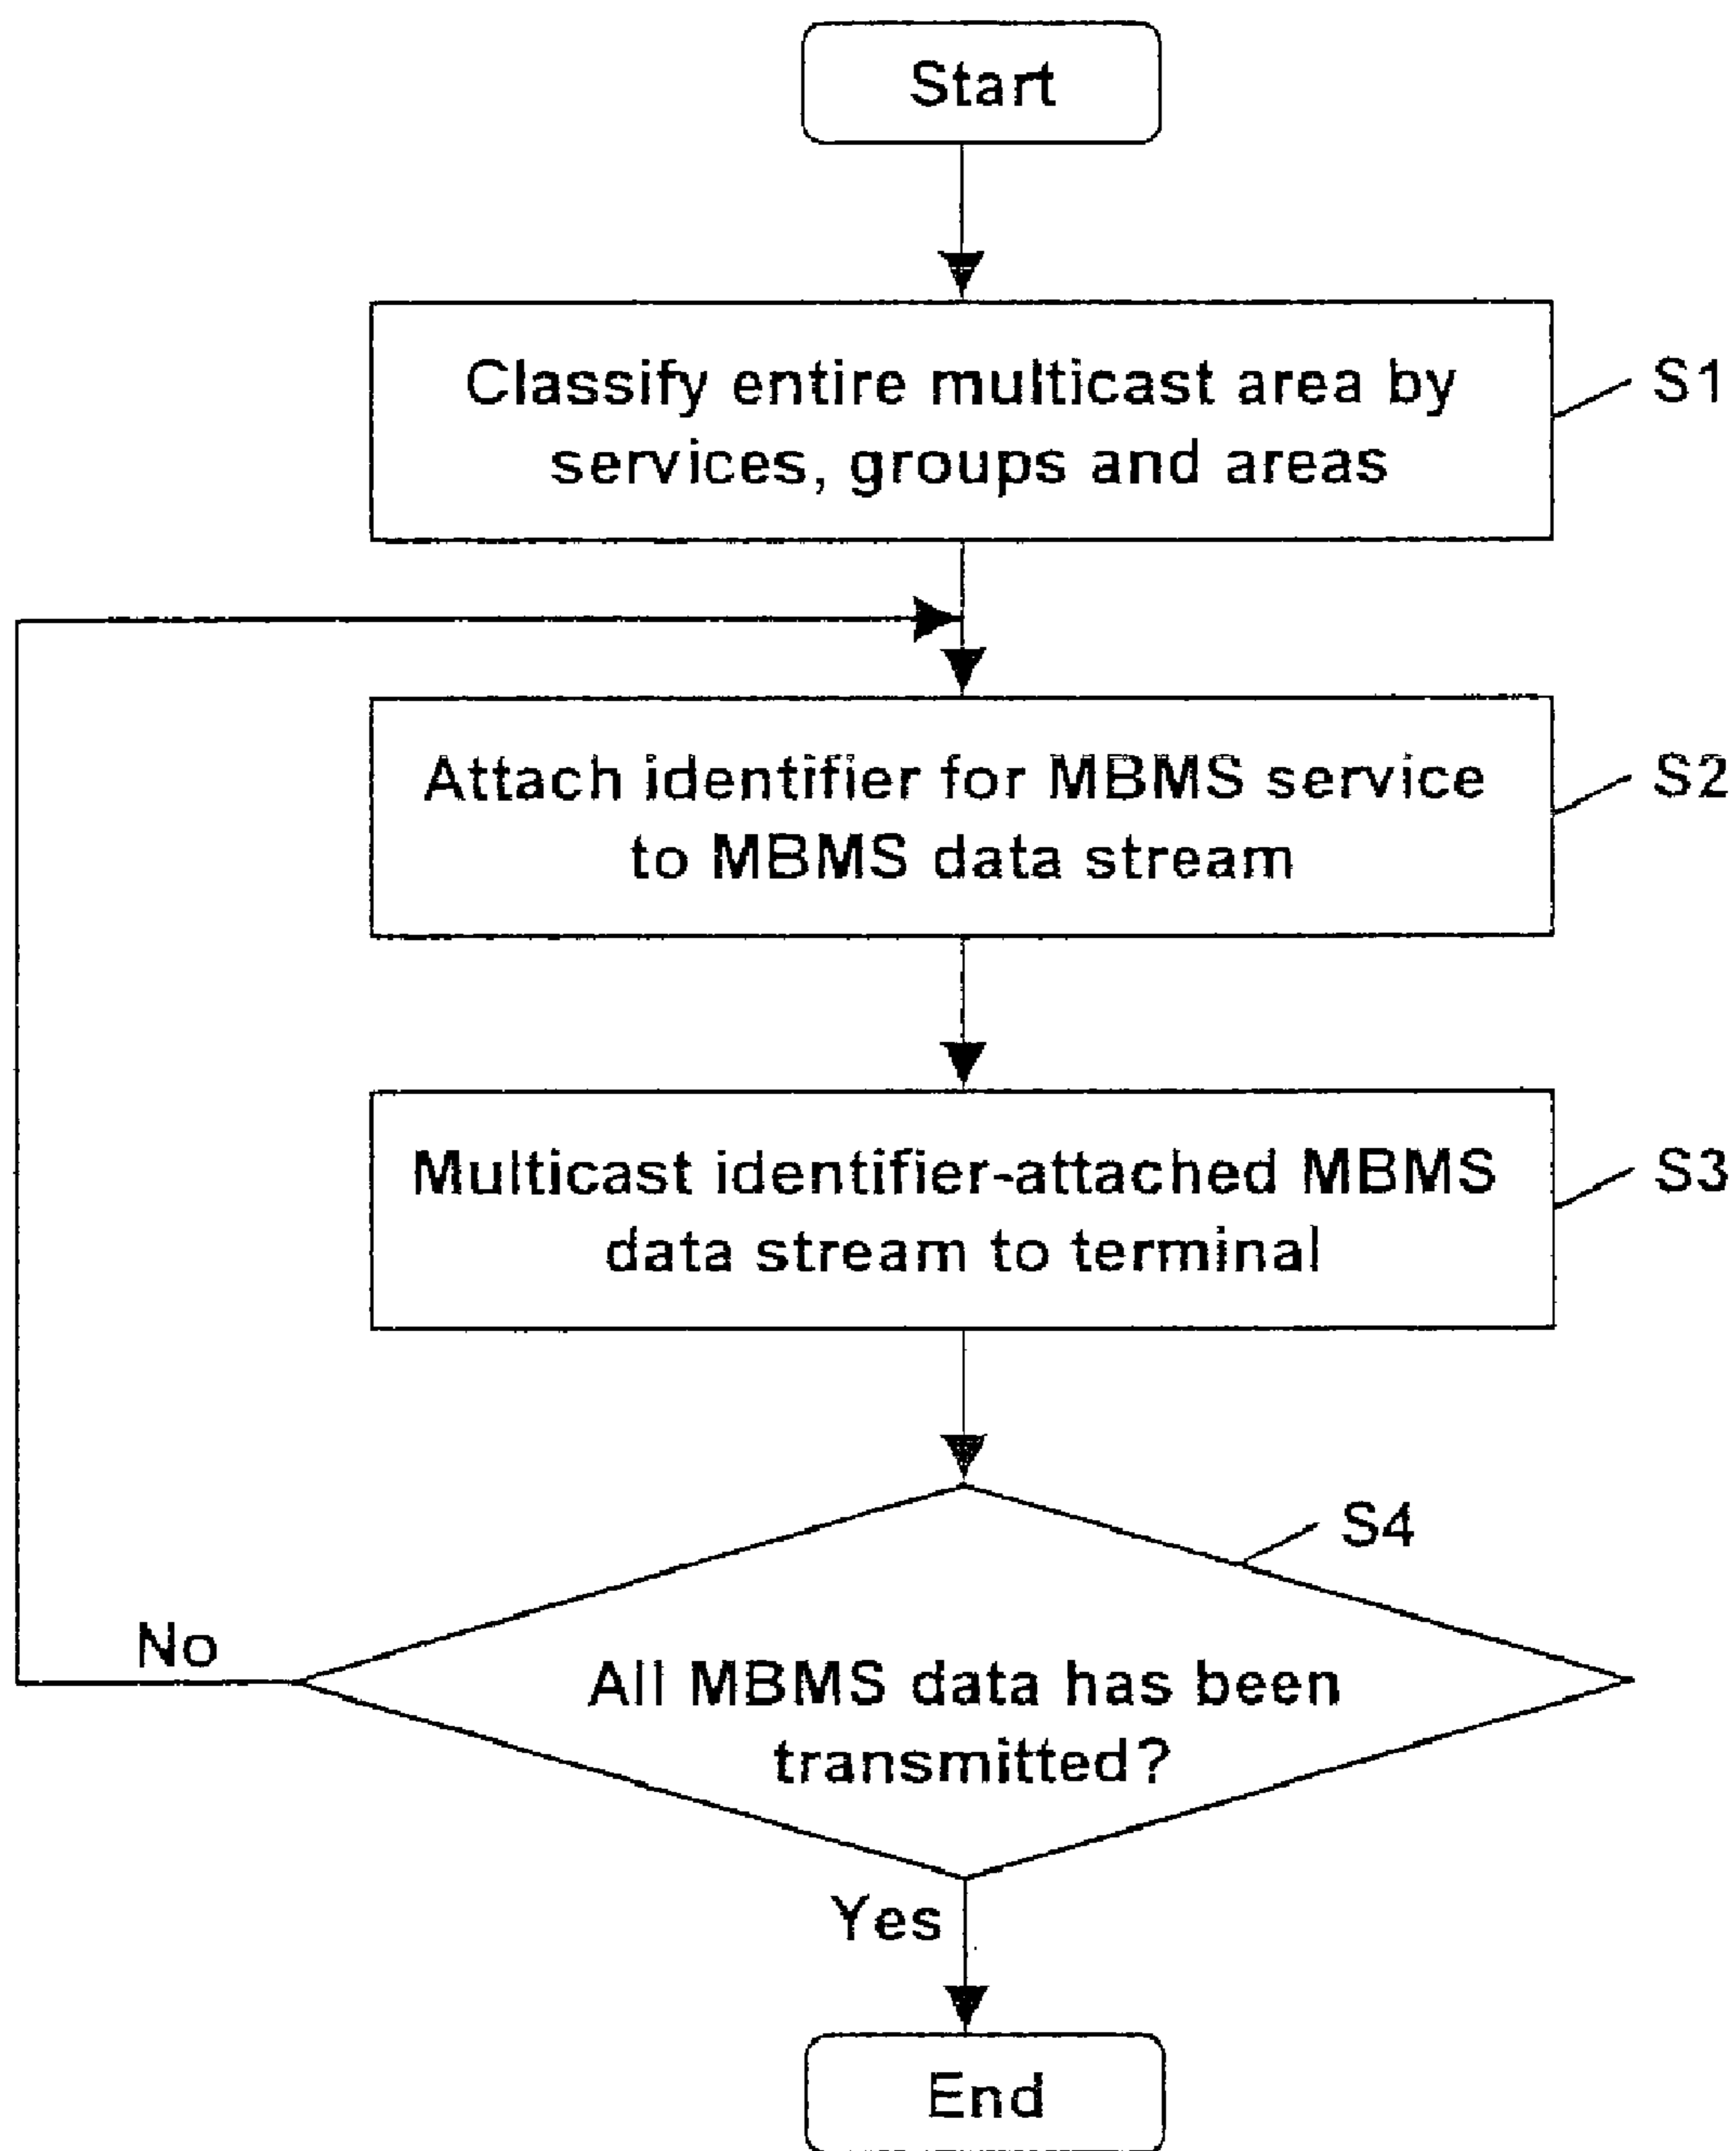 Start
Classify entire multicast area by
services, groups and areas
S1
Attach identifier for MBMS service
to MBMS data stream
S2
Multicast identifier-attached MBMS
data stream to terminal
S3
S4
No
All MBMS data has been
transmitted?
Yes
End